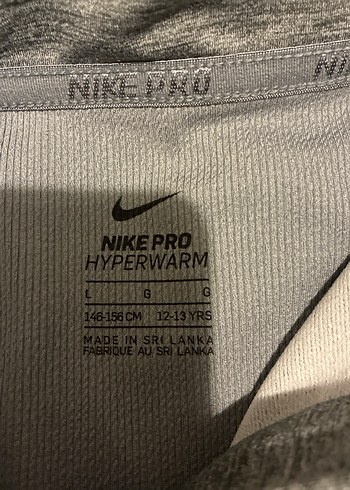 NIKE PRO
NIKE PRO
HYPERWARM
L G G
146-156 CM 12-13 YRS
MADE IN SRI LANKA
FABRIQUE AU SRI LANKA